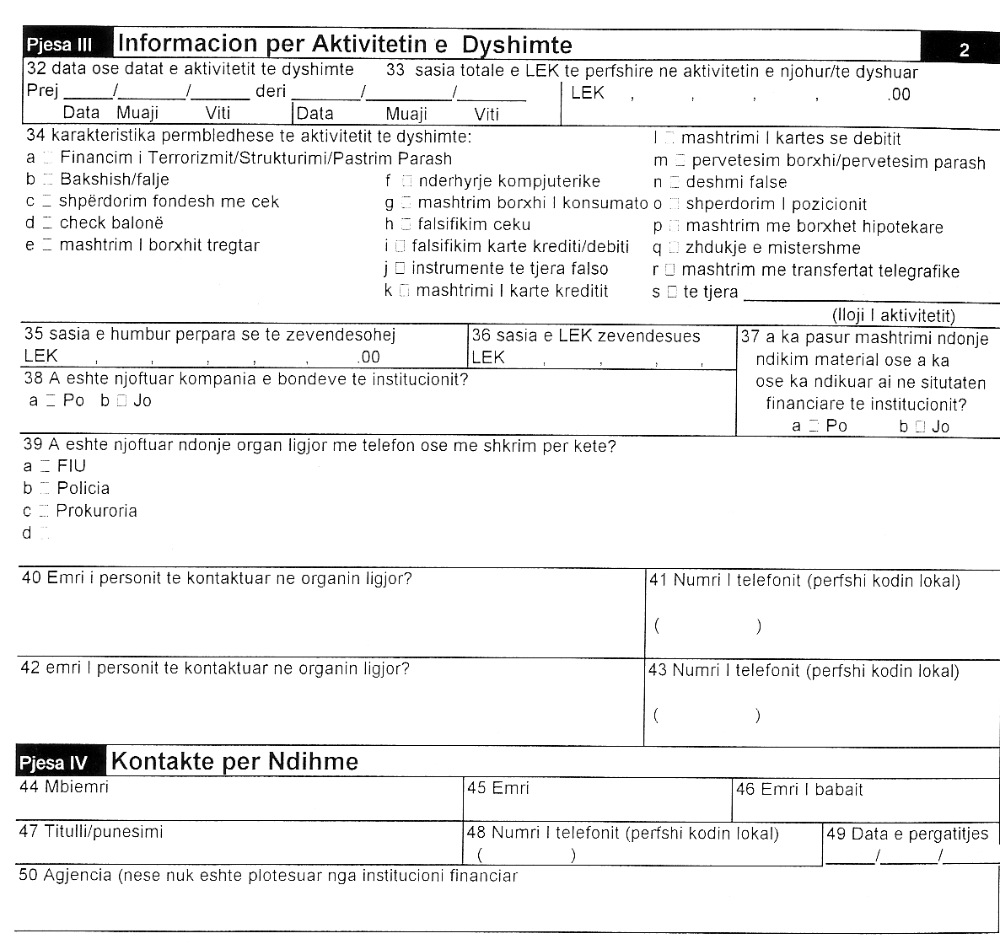 Pjesa III Informacion per Aktivitetin e Dyshimte 2
32 data ose datat e aktivitetit te dyshimte 33 sasia totale e LEK te perfshire ne aktivitetin e njohur/te dyshuar
Prej _____/______/_____ deri ______/_______/______ LEK , , , , .00
Data Muaji Viti Data Muaji Viti
34 karakteristika permbledhese te aktivitetit te dyshimte:
a □ Financim i Terrorizmit/Strukturimi/Pastrim Parash
b □ Bakshish/falje
c □ shpërdorim fondesh me cek
d □ check balonë
e □ mashtrim I borxhit tregtar
f □ nderhyrje kompjuterike
g □ mashtrim borxhi I konsumato
h □ falsifikim ceku
i □ falsifikim karte krediti/debiti
j □ instrumente te tjera falso
k □ mashtrimi I karte kreditit
l □ mashtrimi I kartes se debitit
m □ pervetesim borxhi/pervetesim parash
n □ deshmi false
o □ shperdorim I pozicionit
p □ mashtrim me borxhet hipotekare
q □ zhdukje e mistershme
r □ mashtrim me transfertat telegrafike
s □ te tjera ______________________
(Iloji I aktivitetit)
35 sasia e humbur perpara se te zevendesohej
LEK , , , , , .00
36 sasia e LEK zevendesues
LEK , , , ,
37 a ka pasur mashtrimi ndonje
ndikim material ose a ka
ose ka ndikuar ai ne situtaten
financiare te institucionit?
a □ Po b □ Jo
38 A eshte njoftuar kompania e bondeve te institucionit?
a □ Po b □ Jo
39 A eshte njoftuar ndonje organ ligjor me telefon ose me shkrim per kete?
a □ FIU
b □ Policia
c □ Prokuroria
d □
40 Emri i personit te kontaktuar ne organin ligjor?
41 Numri I telefonit (perfshi kodin lokal)
( )
42 emri I personit te kontaktuar ne organin ligjor?
43 Numri I telefonit (perfshi kodin lokal)
( )
Pjesa IV Kontakte per Ndihme
44 Mbiemri 45 Emri 46 Emri I babait
47 Titulli/punesimi 48 Numri I telefonit (perfshi kodin lokal) 49 Data e pergatitjes
( ) ____/_____/_____
50 Agjencia (nese nuk eshte plotesuar nga institucioni financiar